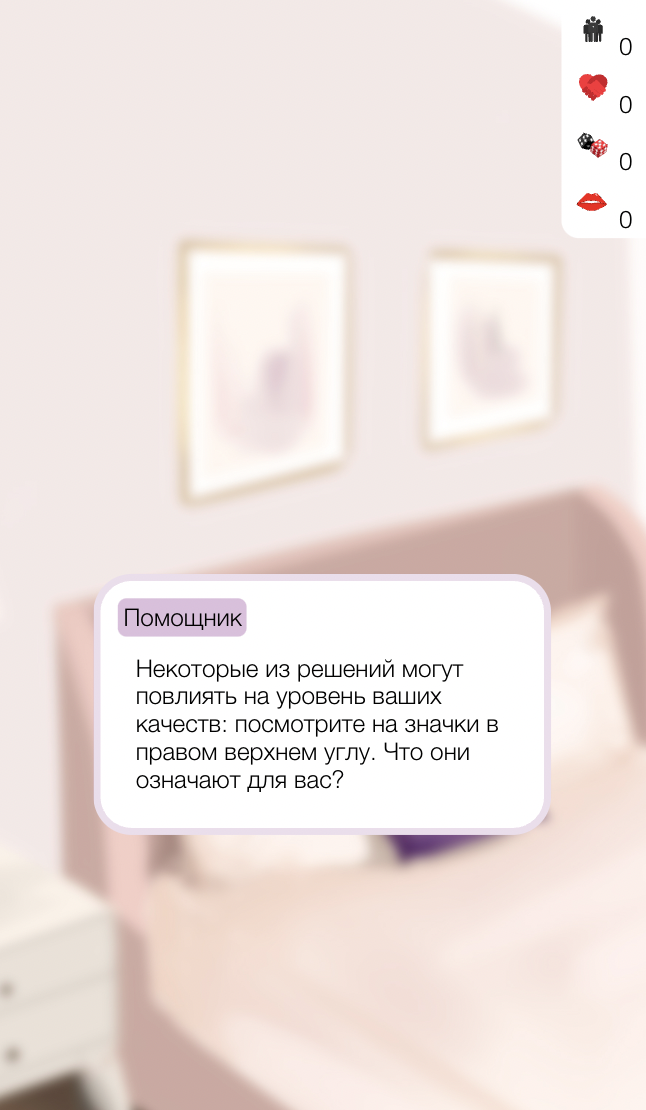 0
0
0
0
Помощник
Некоторые из решений могут
повлиять на уровень ваших
качеств: посмотрите на значки в
правом верхнем углу. Что они
означают для вас?